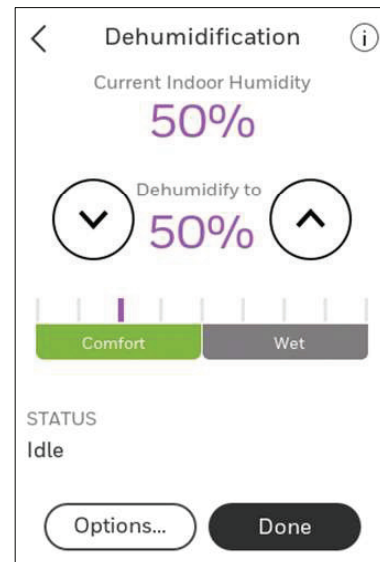 Dehumidification
i
Current Indoor Humidity
50%
Dehumidify to
50%
Comfort Wet
STATUS
Idle
Options... Done